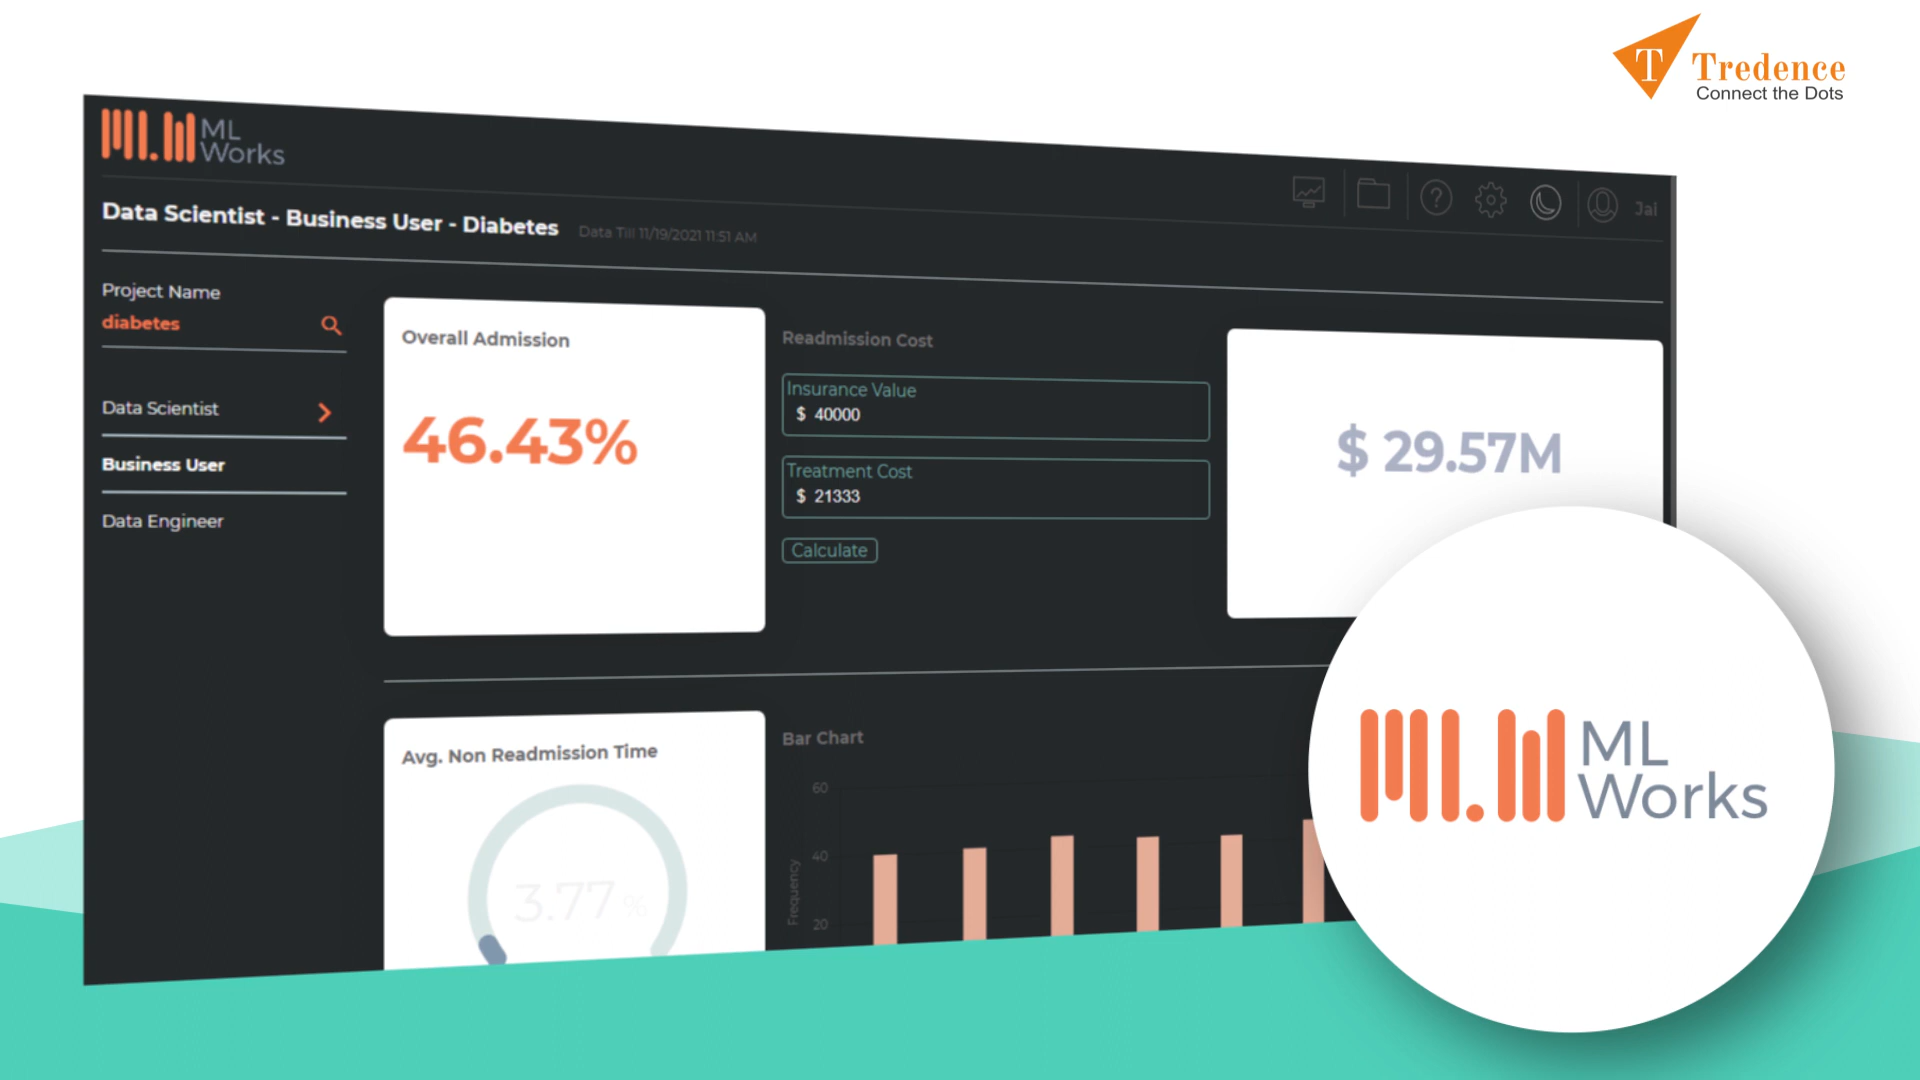 T Tredence
Connect the Dots
ML
Works
Jai
Data Scientist - Business User - Diabetes Data Till 11/19/2021 11:51 AM
Project Name
diabetes
Data Scientist
Business User
Data Engineer
Overall Admission
46.43%
Readmission Cost
Insurance Value
$ 40000
Treatment Cost
$ 21333
Calculate
$ 29.57M
Avg. Non Readmission Time
3.77 %
Bar Chart
60
40
20
Frequency
ML
Works